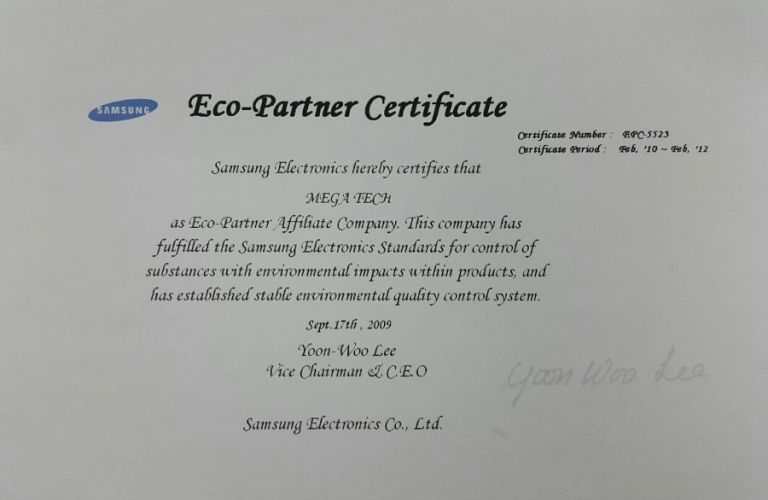 SAMSUNG
Eco-Partner Certificate
Certificate Number : EPC-5523
Certificate Period : Feb, '10 ~ Feb, '12
Samsung Electronics hereby certifies that
MEGA TECH
as Eco-Partner Affiliate Company. This company has
fulfilled the Samsung Electronics Standards for control of
substances with environmental impacts within products, and
has established stable environmental quality control system.
Sept.17th , 2009
Yoon-Woo Lee
Vice Chairman & C.E.O
Yoon Woo Lee
Samsung Electronics Co., Ltd.